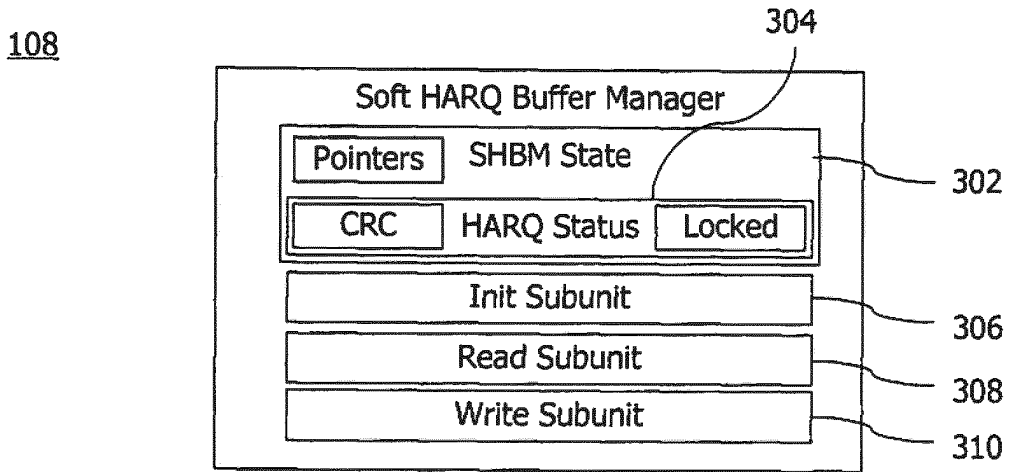 304
108
Soft HARQ Buffer Manager
Pointers SHBM State
302
CRC HARQ Status Locked
Init Subunit
306
Read Subunit
308
Write Subunit
310